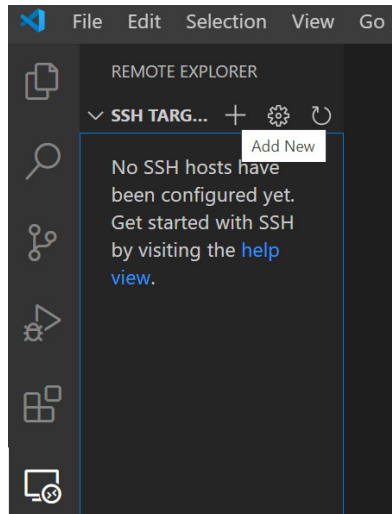 File Edit Selection View Go
REMOTE EXPLORER
SSH TARG...
Add New
No SSH hosts have
been configured yet.
Get started with SSH
by visiting the help
view.